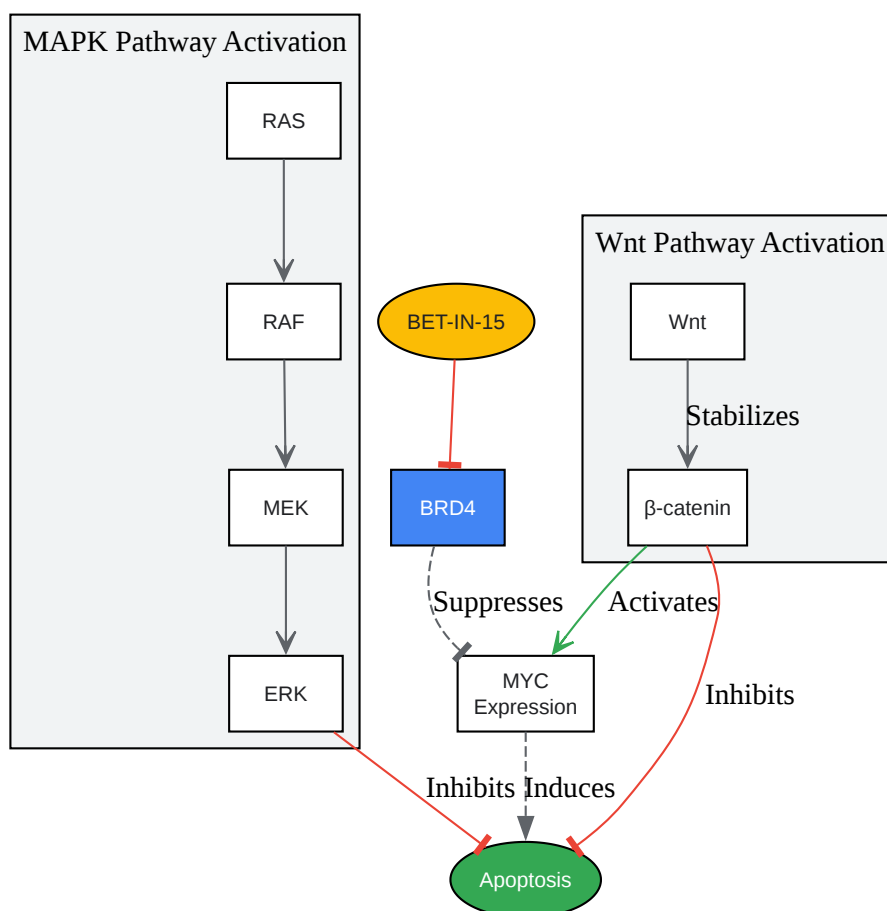 MAPK Pathway Activation
RAS
RAF
MEK
ERK
BET-IN-15
BRD4
Suppresses
Wnt Pathway Activation
Wnt
Stabilizes
β-catenin
Activates
MYC
Expression
Inhibits
Inhibits
Induces
Apoptosis